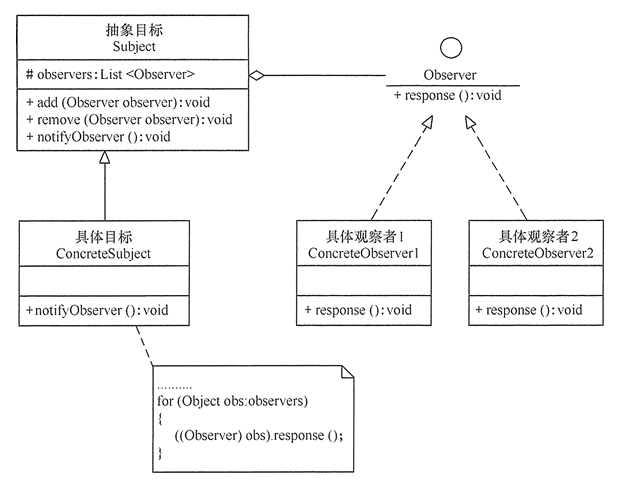 抽象目标
Subject
# observers:List <Observer>
+ add (Observer observer):void
+ remove (Observer observer):void
+ notifyObserver ():void
Observer
+ response ():void
具体目标
ConcreteSubject
+notifyObserver ():void
具体观察者1
ConcreteObserver1
+ response ():void
具体观察者2
ConcreteObserver2
+ response ():void
..........
for (Object obs:observers)
{
((Observer) obs).response ();
}